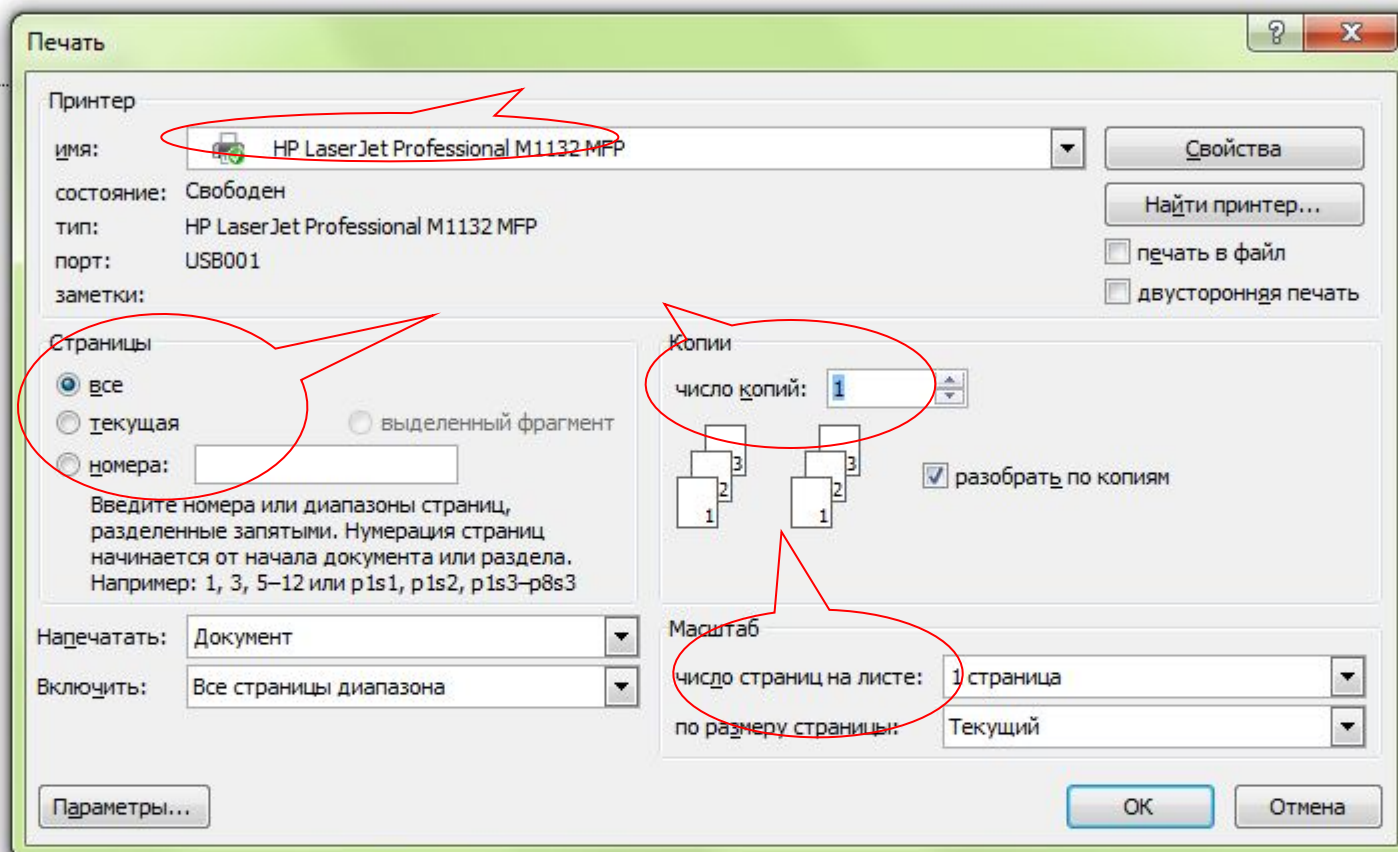 Печать
Принтер
имя: HP LaserJet Professional M1132 MFP
Свойства
состояние: Свободен
Найти принтер...
тип: HP LaserJet Professional M1132 MFP
порт: USB001
печать в файл
заметки:
двусторонняя печать
Страницы
все
текущая выделенный фрагмент
номера:
Введите номера или диапазоны страниц,
разделенные запятыми. Нумерация страниц
начинается от начала документа или раздела.
Например: 1, 3, 5–12 или p1s1, p1s2, p1s3–p8s3
Копии
число копий: 1
3 3
2 2
1 1
разобрать по копиям
Напечатать: Документ
Включить: Все страницы диапазона
Масштаб
число страниц на листе: 1 страница
по размеру страницы: Текущий
Параметры...
ОК
Отмена